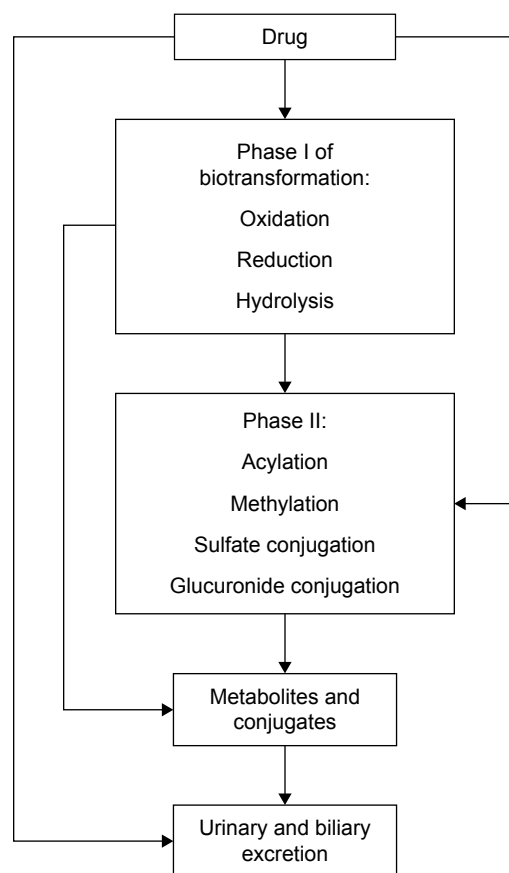 Drug
Phase I of
biotransformation:
Oxidation
Reduction
Hydrolysis
Phase II:
Acylation
Methylation
Sulfate conjugation
Glucuronide conjugation
Metabolites and
conjugates
Urinary and biliary
excretion